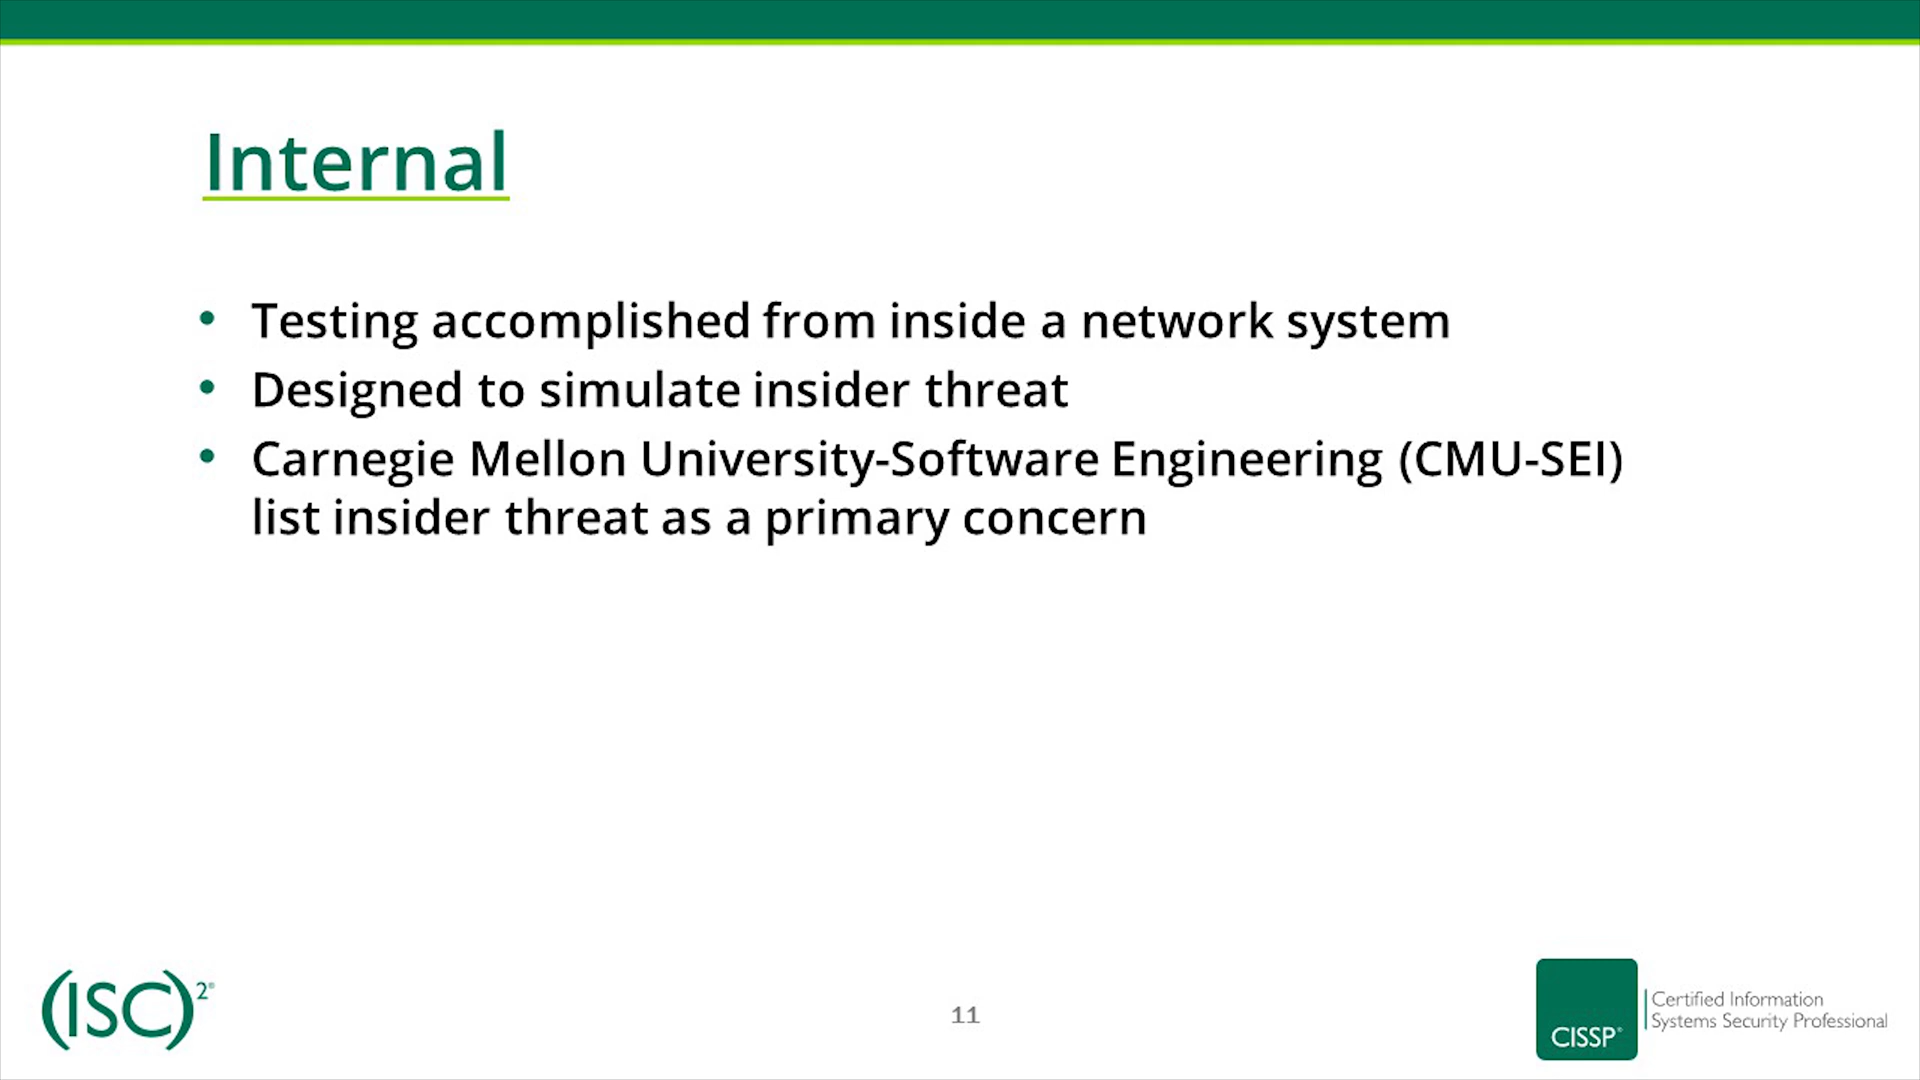 Internal
• Testing accomplished from inside a network system
• Designed to simulate insider threat
• Carnegie Mellon University-Software Engineering (CMU-SEI)
list insider threat as a primary concern
(ISC)²®
11
CISSP®
Certified Information
Systems Security Professional